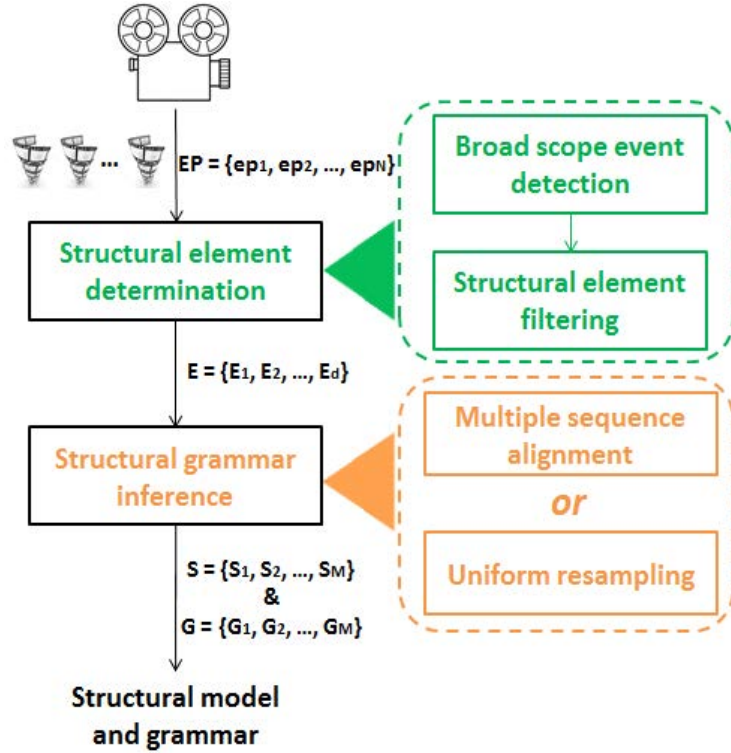 ...
EP = {ep1, ep2, ..., epN}
Broad scope event
detection
Structural element
determination
Structural element
filtering
E = {E1, E2, ..., Ed}
Multiple sequence
alignment
Structural grammar
inference
or
Uniform resampling
S = {S1, S2, ..., SM}
&
G = {G1, G2, ..., GM}
Structural model
and grammar